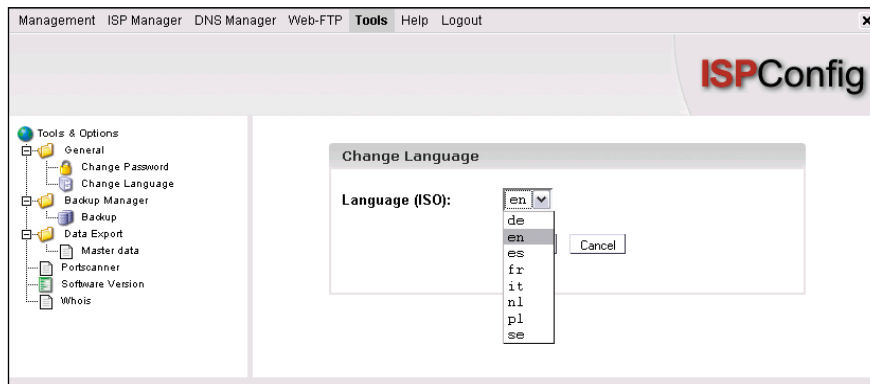 Management ISP Manager DNS Manager Web-FTP Tools Help Logout
ISPConfig
Tools & Options
General
Change Password
Change Language
Backup Manager
Backup
Data Export
Master data
Portscanner
Software Version
Whois
Change Language
Language (ISO): en
de
en
es
fr
it
nl
pl
se
Cancel